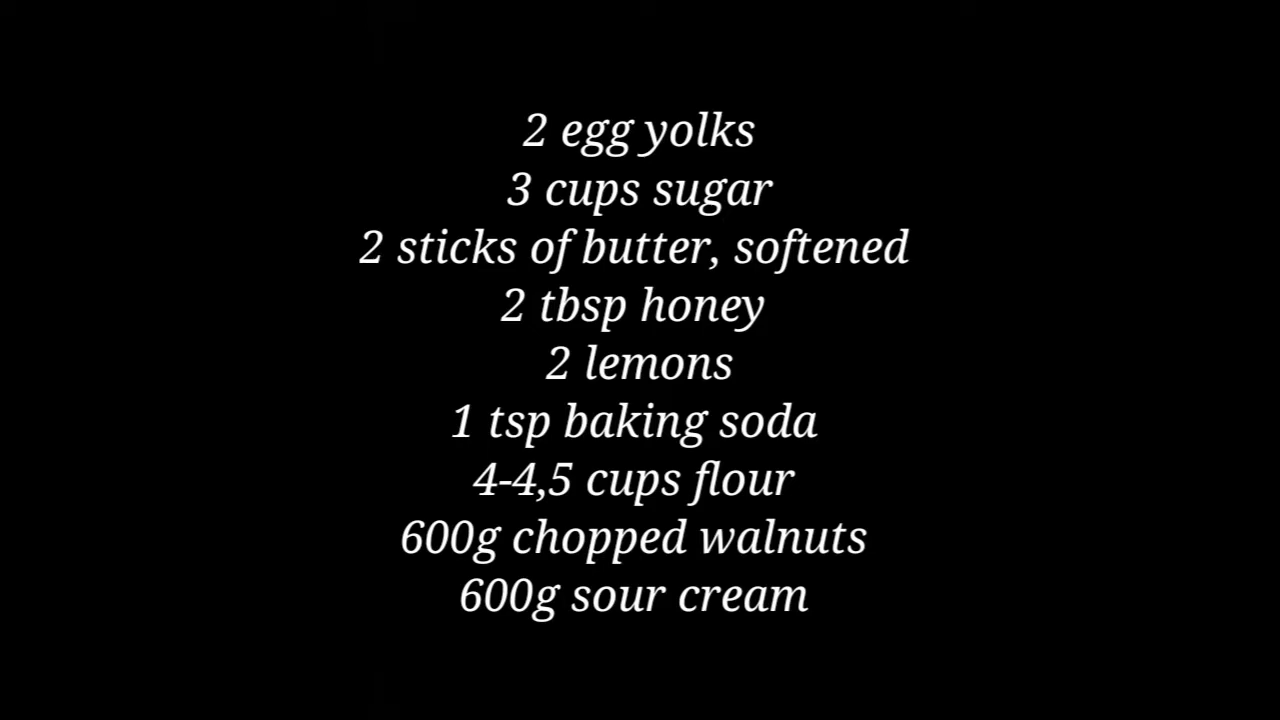 2 egg yolks
3 cups sugar
2 sticks of butter, softened
2 tbsp honey
2 lemons
1 tsp baking soda
4-4,5 cups flour
600g chopped walnuts
600g sour cream